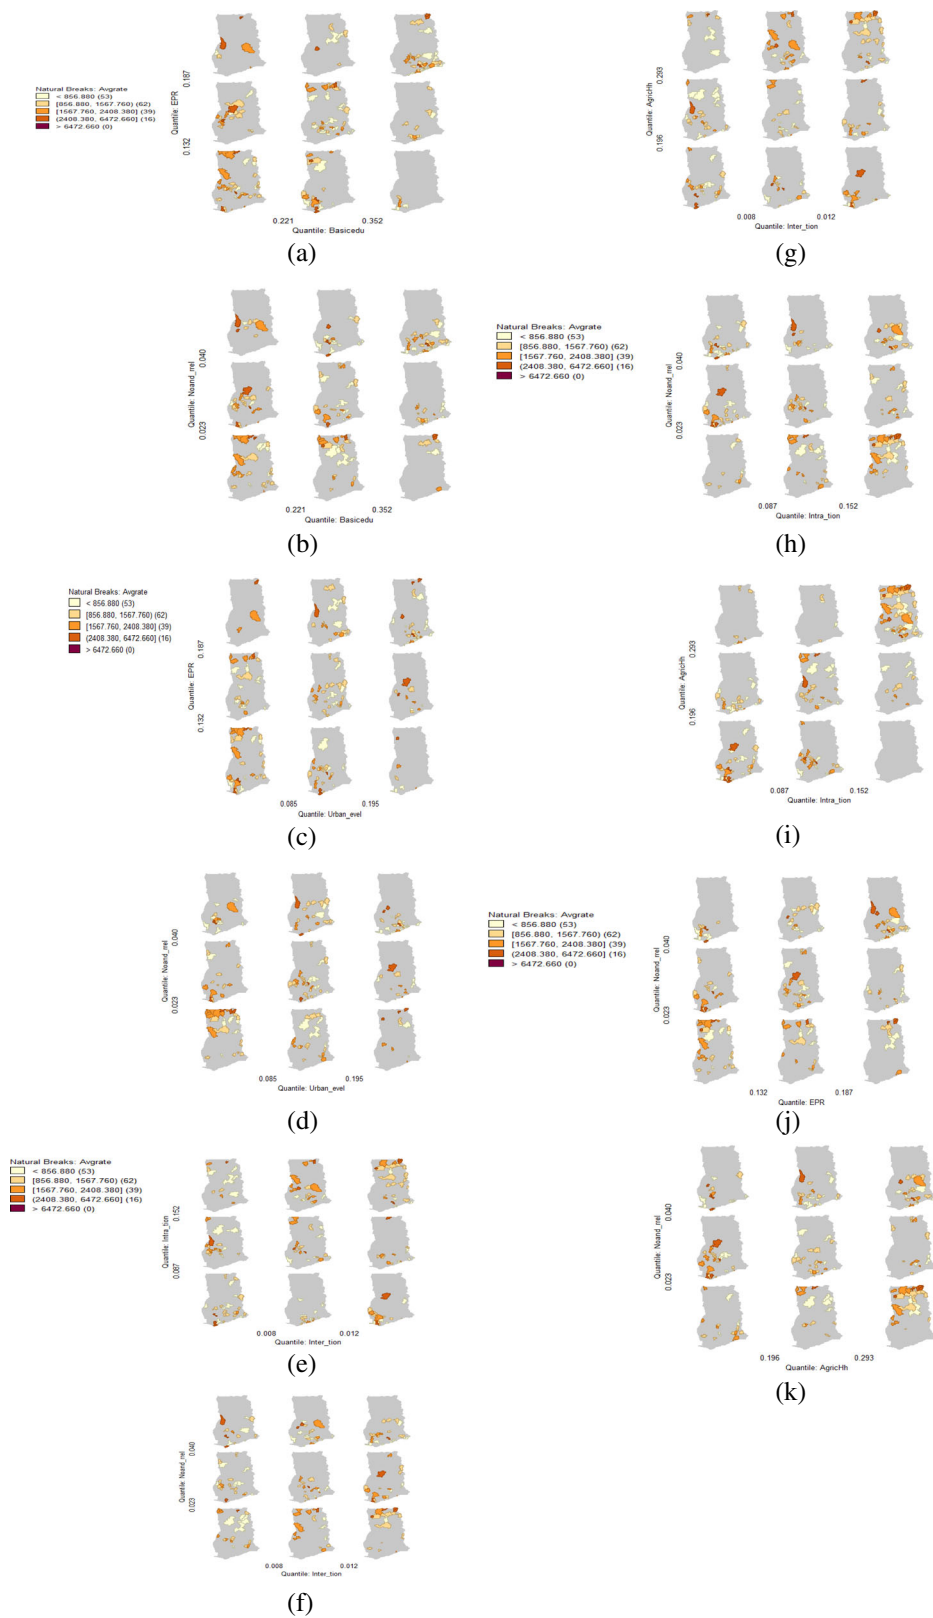 Natural Breaks: Avgrate
< 856.880 (53)
[856.880, 1567.760) (62)
[1567.760, 2408.380] (39)
(2408.380, 6472.660] (16)
> 6472.660 (0)
Quantile: EPR
0.187
0.132
0.221 0.352
Quantile: Basicedu
(a)
Quantile: AgricHh
0.293
0.196
0.008 0.012
Quantile: Inter_tion
(g)
Quantile: Noand_rrel
0.040
0.023
0.221 0.352
Quantile: Basicedu
(b)
Natural Breaks: Avgrate
< 856.880 (53)
[856.880, 1567.760) (62)
[1567.760, 2408.380] (39)
(2408.380, 6472.660] (16)
> 6472.660 (0)
Quantile: Noand_rrel
0.040
0.023
0.087 0.152
Quantile: Intra_tion
(h)
Natural Breaks: Avgrate
< 856.880 (53)
[856.880, 1567.760) (62)
[1567.760, 2408.380] (39)
(2408.380, 6472.660] (16)
> 6472.660 (0)
Quantile: EPR
0.187
0.132
0.085 0.195
Quantile: Urban_evel
(c)
Quantile: AgricHh
0.293
0.196
0.087 0.152
Quantile: Intra_tion
(i)
Quantile: Noand_rrel
0.040
0.023
0.085 0.195
Quantile: Urban_evel
(d)
Natural Breaks: Avgrate
< 856.880 (53)
[856.880, 1567.760) (62)
[1567.760, 2408.380] (39)
(2408.380, 6472.660] (16)
> 6472.660 (0)
Quantile: Noand_rrel
0.040
0.023
0.132 0.187
Quantile: EPR
(j)
Natural Breaks: Avgrate
< 856.880 (53)
[856.880, 1567.760) (62)
[1567.760, 2408.380] (39)
(2408.380, 6472.660] (16)
> 6472.660 (0)
Quantile: Intra_tion
0.152
0.087
0.008 0.012
Quantile: Inter_tion
(e)
Quantile: Noand_rrel
0.040
0.023
0.196 0.293
Quantile: AgricHh
(k)
Quantile: Noand_rrel
0.040
0.023
0.008 0.012
Quantile: Inter_tion
(f)